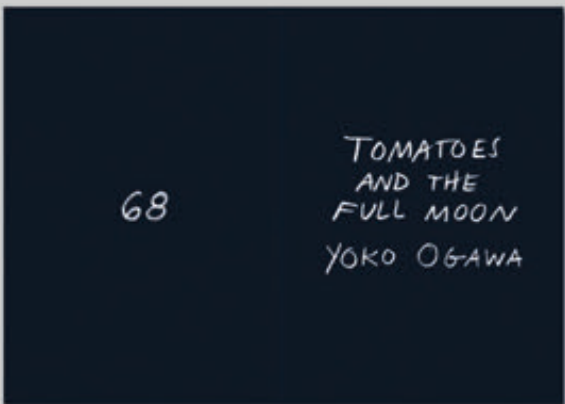 68
TOMATOES
AND THE
FULL MOON
YOKO OGAWA